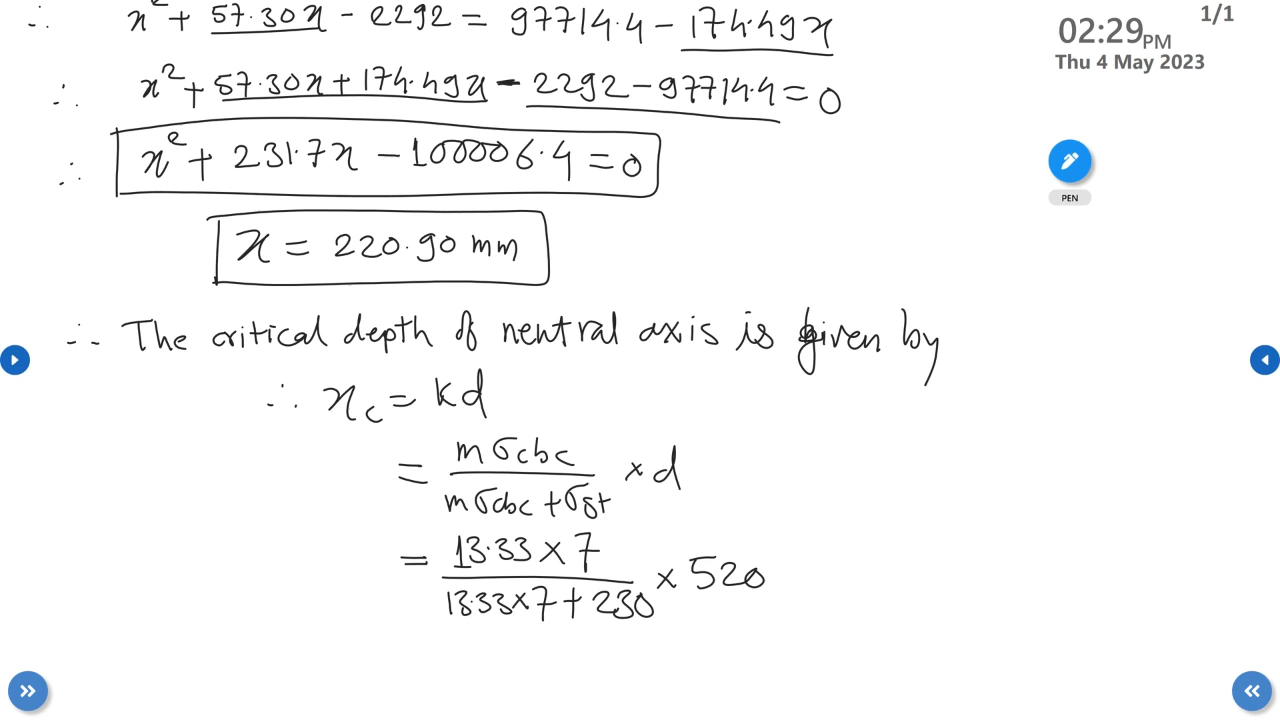 ∴ x² + 57.30x - 2292 = 97714.4 - 174.49x
1/1
02:29 PM
Thu 4 May 2023
∴ x² + 57.30x + 174.49x - 2292 - 97714.4 = 0
∴ x² + 231.7x - 100006.4 = 0
PEN
x = 220.90 mm
∴ The critical depth of neutral axis is given by
∴ xc = kd
= mσcbc / mσcbc + σst × d
= 13.33 × 7 / 13.33 × 7 + 230 × 520